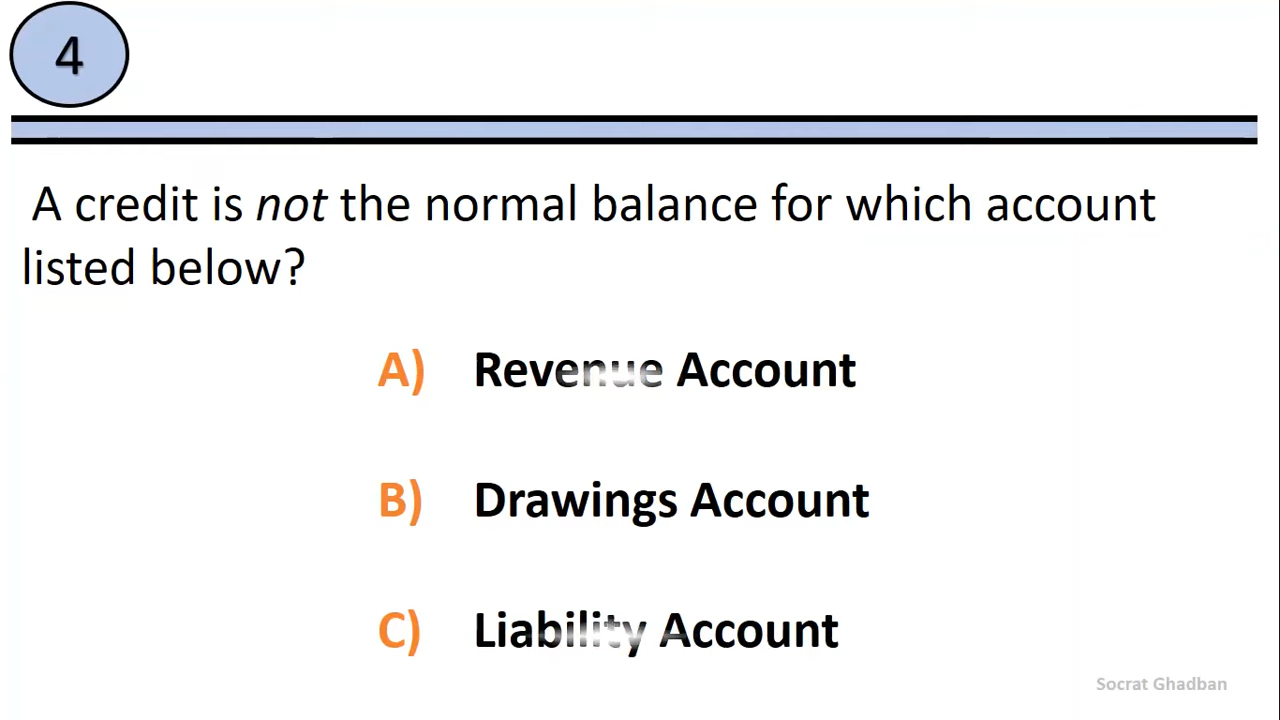 4
A credit is not the normal balance for which account
listed below?
A) Revenue Account
B) Drawings Account
C) Liability Account
Socrat Ghadban